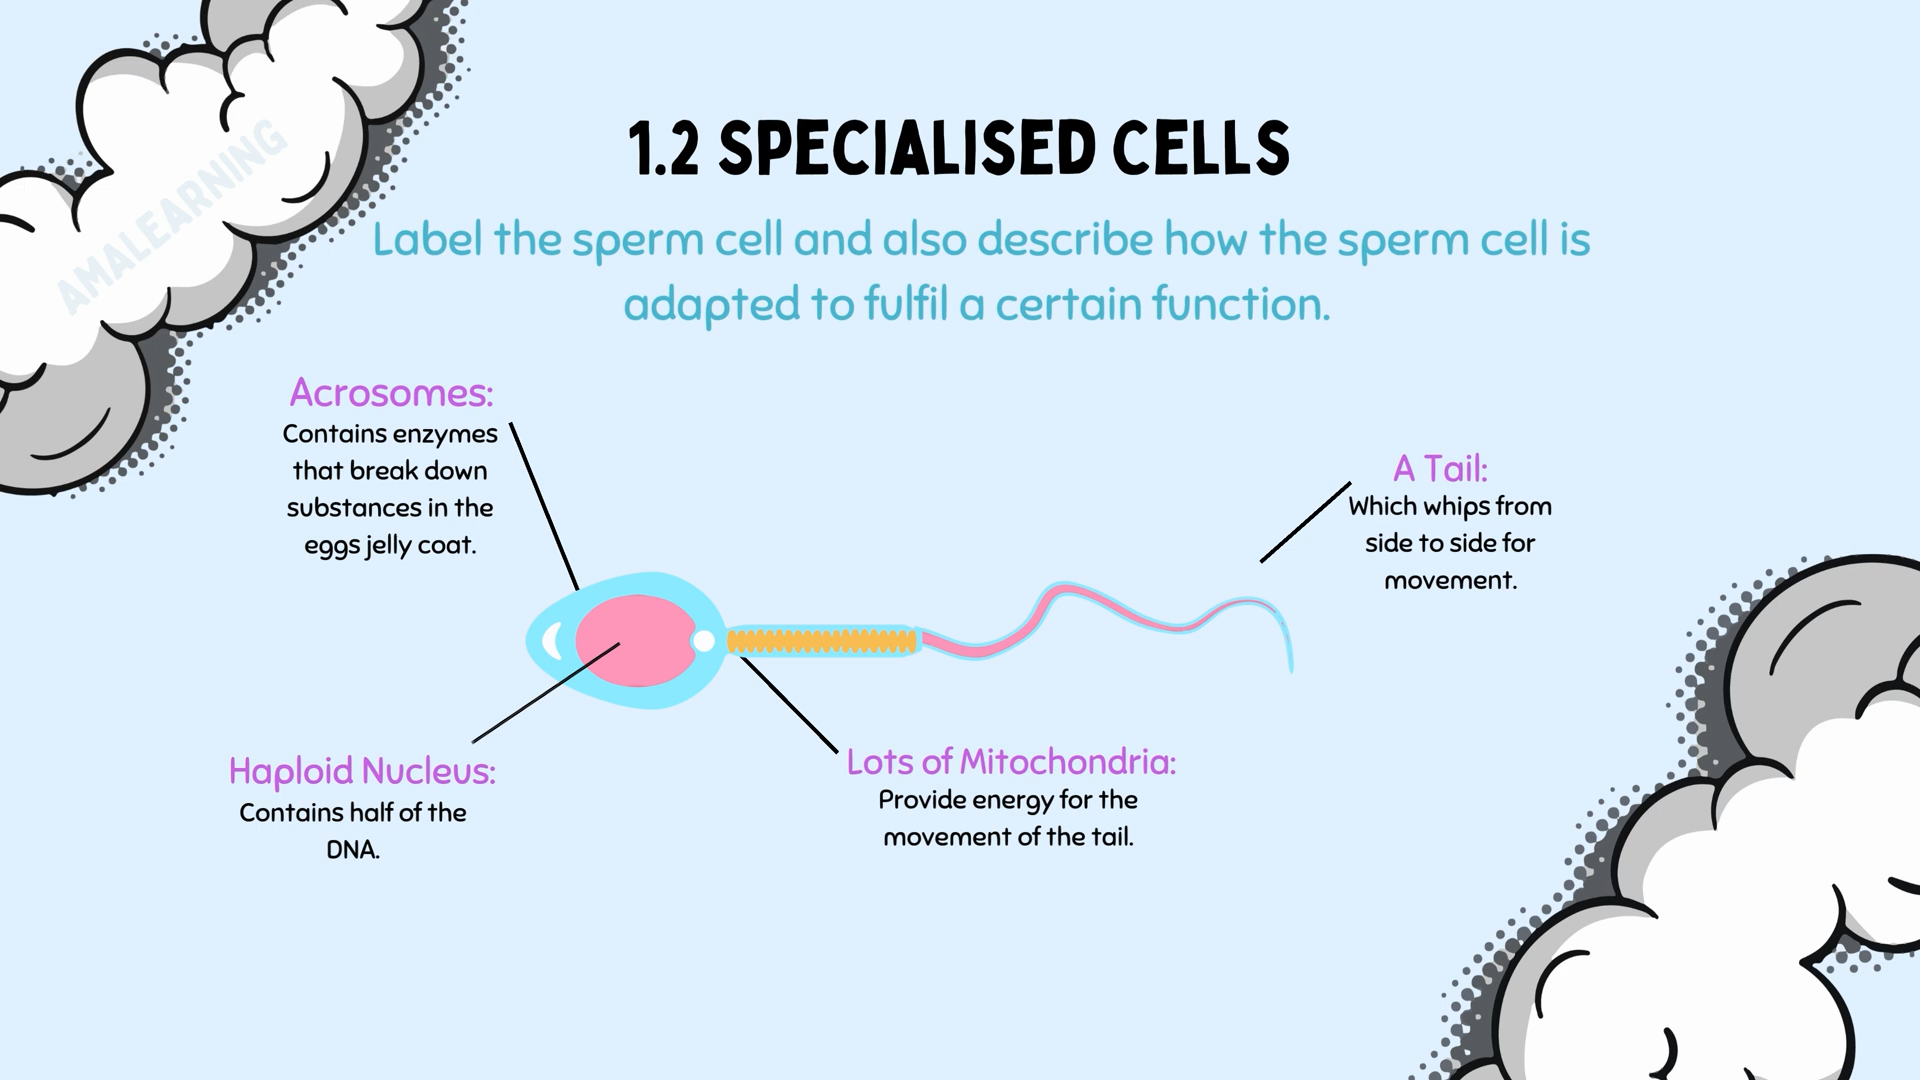 1.2 SPECIALISED CELLS
Label the sperm cell and also describe how the sperm cell is
adapted to fulfil a certain function.
AMALEARNING
Acrosomes:
Contains enzymes
that break down
substances in the
eggs jelly coat.
A Tail:
Which whips from
side to side for
movement.
Haploid Nucleus:
Contains half of the
DNA.
Lots of Mitochondria:
Provide energy for the
movement of the tail.